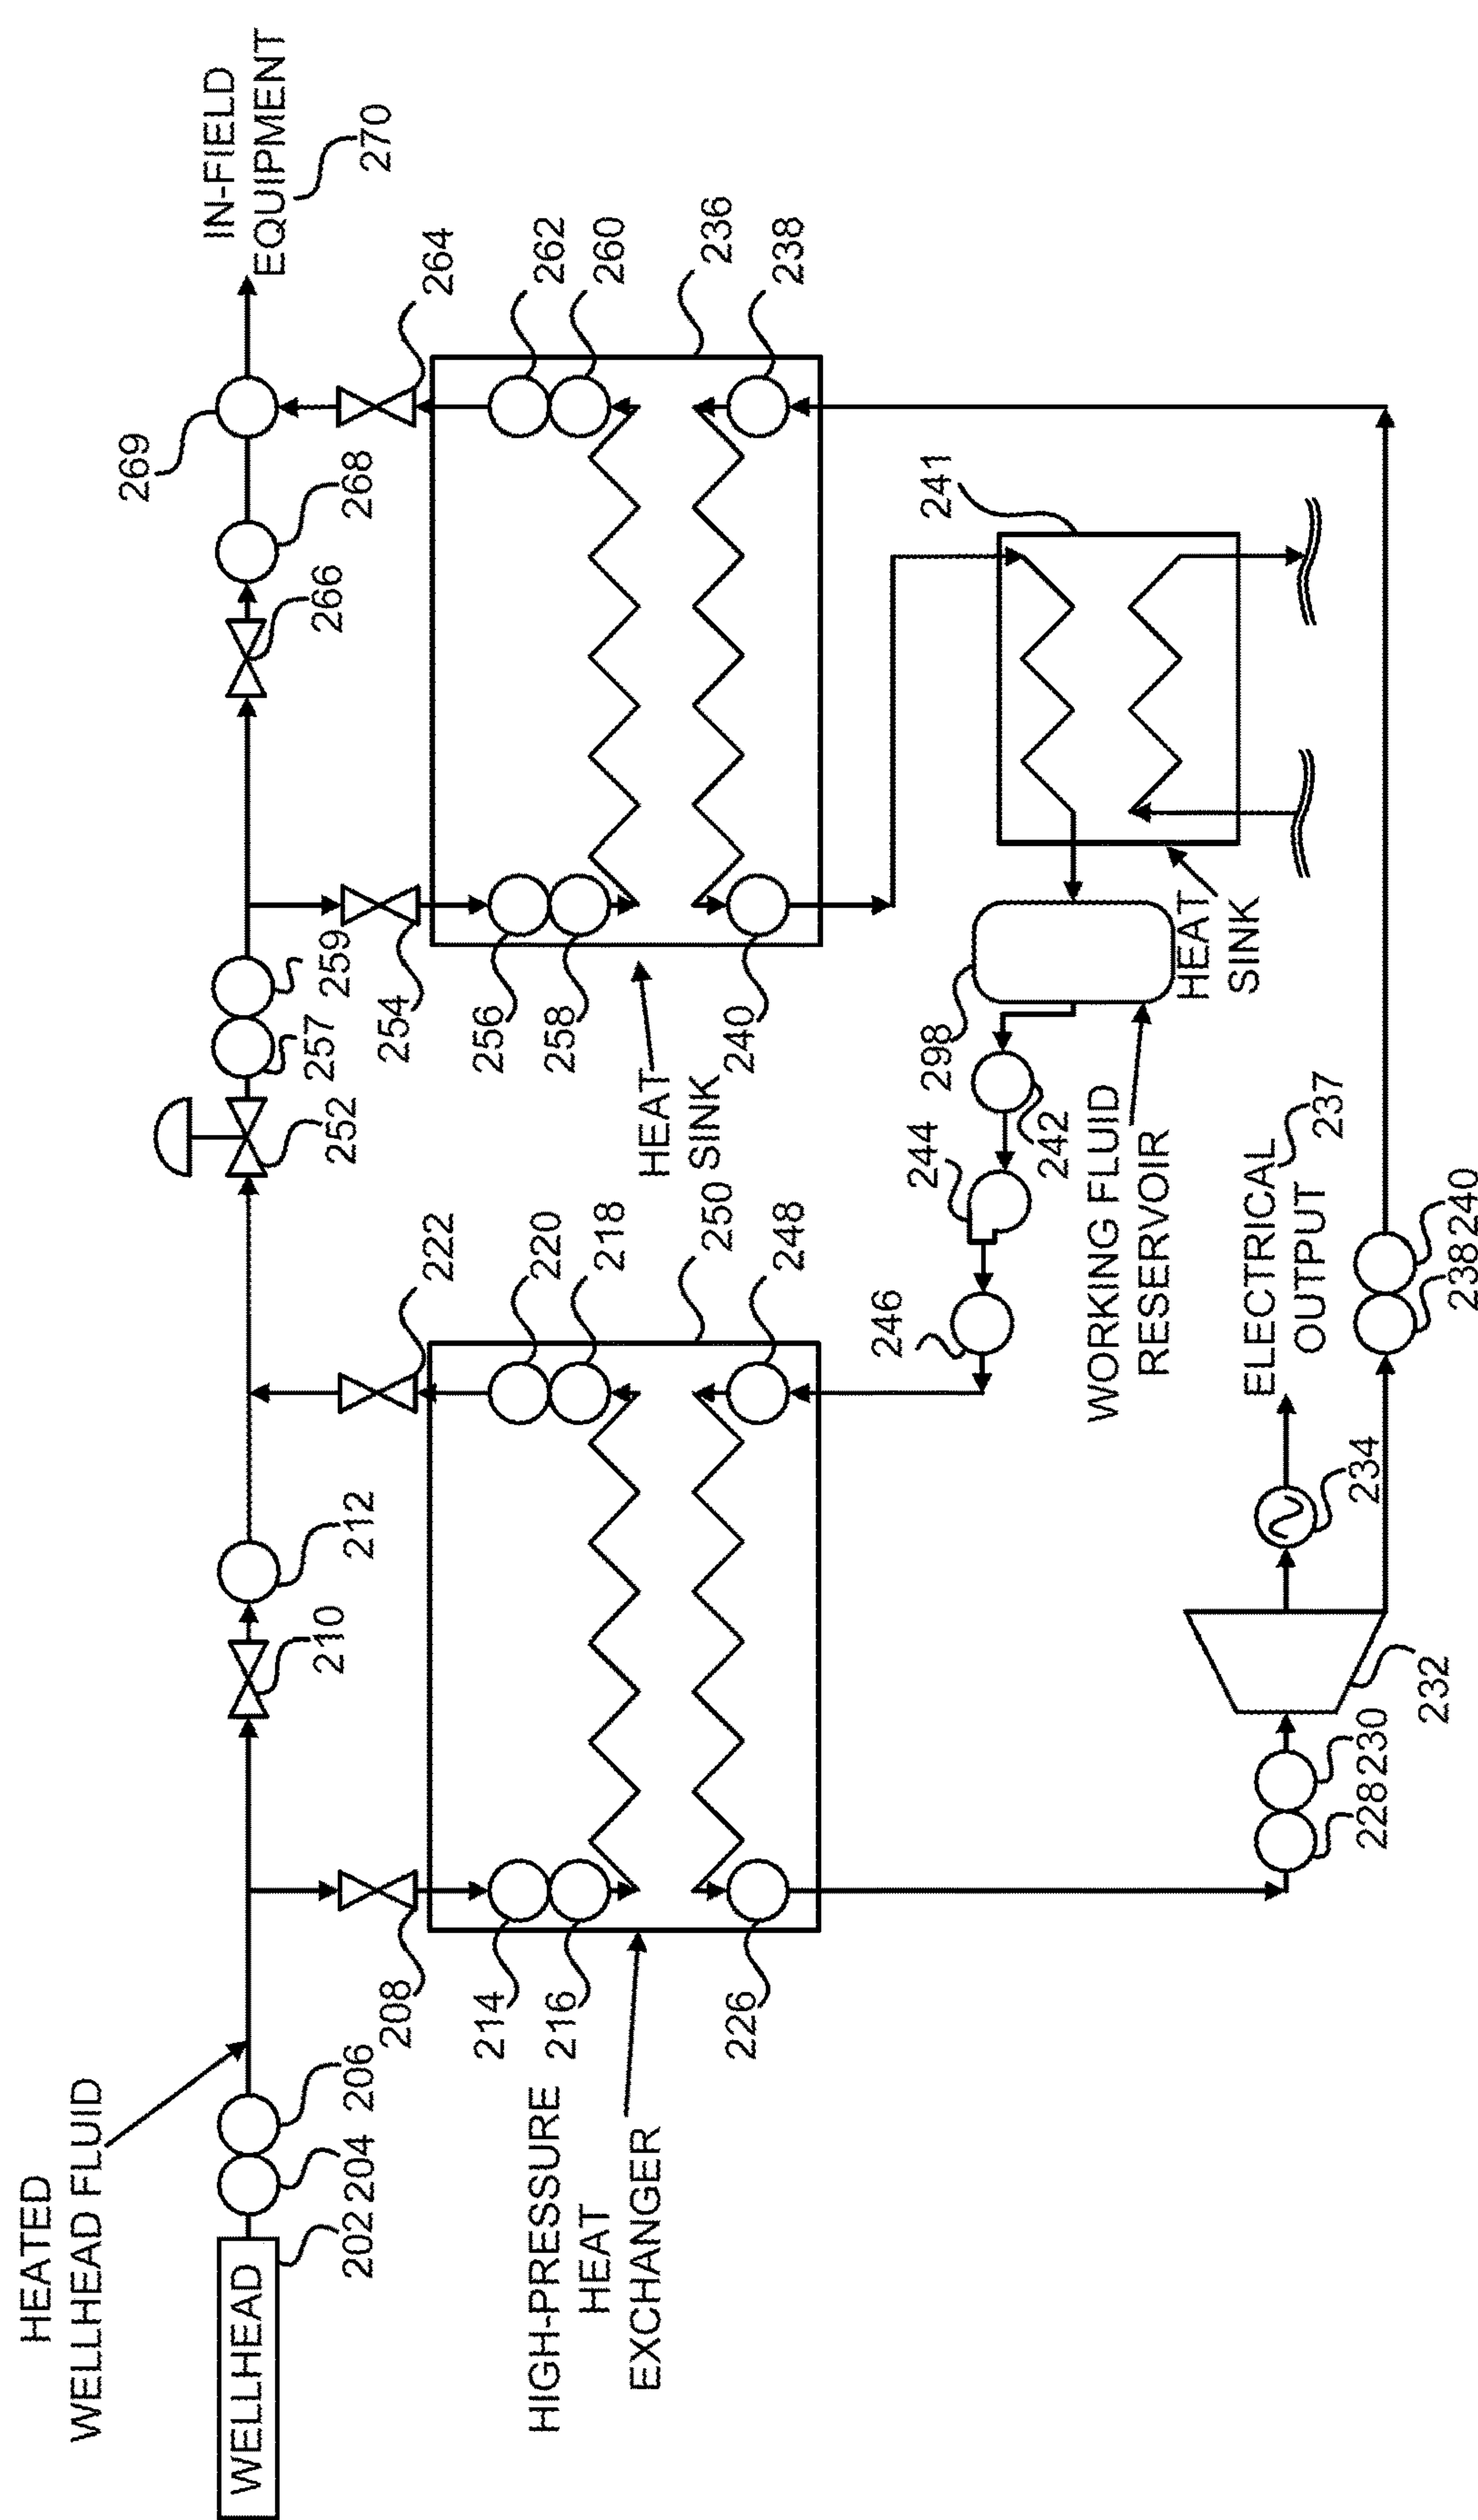 HEATED
WELLHEAD FLUID
WELLHEAD
202
204
206
208
210
212
HIGH-PRESSURE
HEAT
EXCHANGER
214
216
226
222
220
218
250
248
252
257
259
254
256
258
240
HEAT
SINK
266
268
269
264
262
260
236
238
IN-FIELD
EQUIPMENT
270
241
HEAT
SINK
298
242
244
246
WORKING FLUID
RESERVOIR
228
230
232
234
ELECTRICAL
OUTPUT
237
238
240